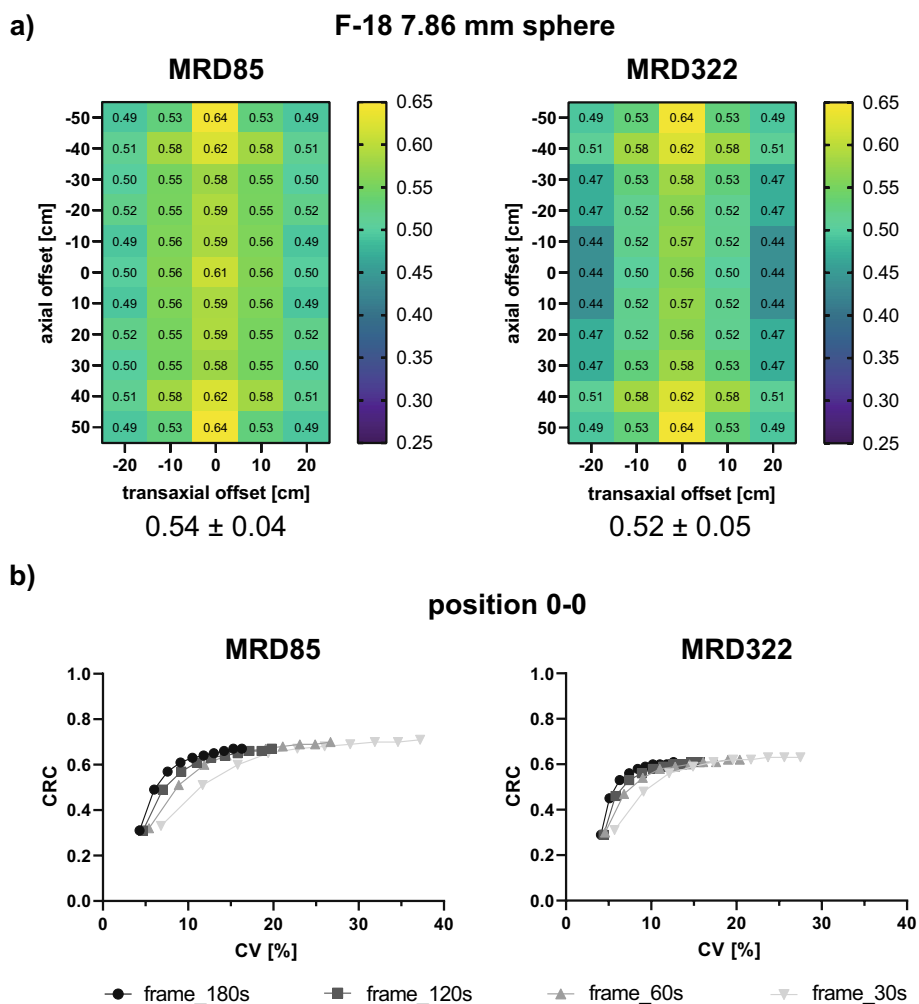 a)
F-18 7.86 mm sphere
MRD85
MRD322
axial offset [cm]
-50 0.49 0.53 0.64 0.53 0.49
-40 0.51 0.58 0.62 0.58 0.51
-30 0.50 0.55 0.58 0.55 0.50
-20 0.52 0.55 0.59 0.55 0.52
-10 0.49 0.56 0.59 0.56 0.49
0 0.50 0.56 0.61 0.56 0.50
10 0.49 0.56 0.59 0.56 0.49
20 0.52 0.55 0.59 0.55 0.52
30 0.50 0.55 0.58 0.55 0.50
40 0.51 0.58 0.62 0.58 0.51
50 0.49 0.53 0.64 0.53 0.49
-20 -10 0 10 20
transaxial offset [cm]
0.65
0.60
0.55
0.50
0.45
0.40
0.35
0.30
0.25
0.54 ± 0.04
axial offset [cm]
-50 0.49 0.53 0.64 0.53 0.49
-40 0.51 0.58 0.62 0.58 0.51
-30 0.47 0.53 0.58 0.53 0.47
-20 0.47 0.52 0.56 0.52 0.47
-10 0.44 0.52 0.57 0.52 0.44
0 0.44 0.50 0.56 0.50 0.44
10 0.44 0.52 0.57 0.52 0.44
20 0.47 0.52 0.56 0.52 0.47
30 0.47 0.53 0.58 0.53 0.47
40 0.51 0.58 0.62 0.58 0.51
50 0.49 0.53 0.64 0.53 0.49
-20 -10 0 10 20
transaxial offset [cm]
0.65
0.60
0.55
0.50
0.45
0.40
0.35
0.30
0.25
0.52 ± 0.05
b)
position 0-0
MRD85
CRC
1.0
0.8
0.6
0.4
0.2
0.0
0 10 20 30 40
CV [%]
MRD322
CRC
1.0
0.8
0.6
0.4
0.2
0.0
0 10 20 30 40
CV [%]
frame_180s frame_120s frame_60s frame_30s